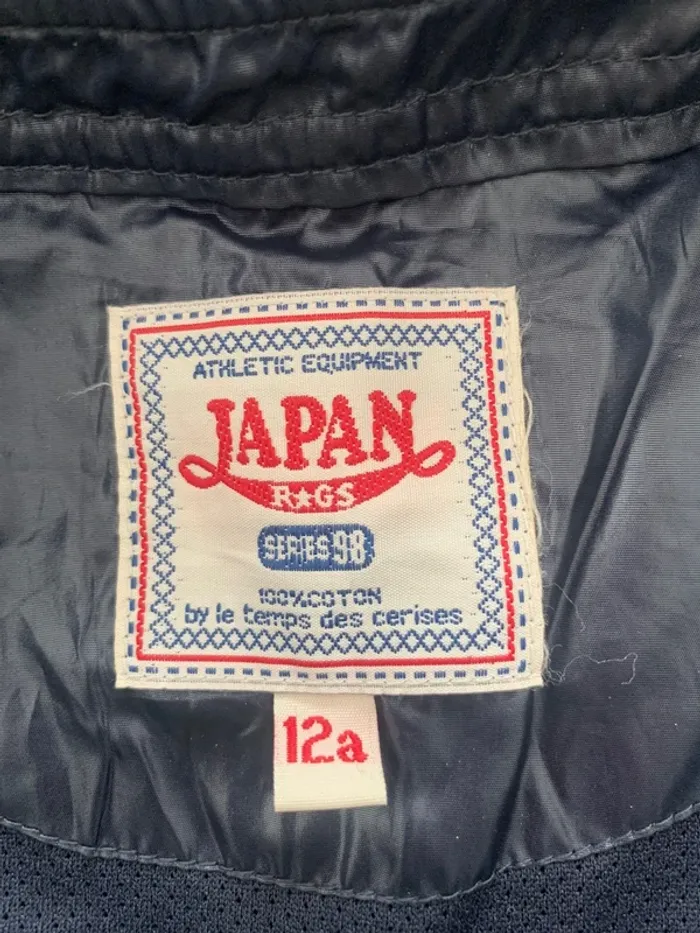 ATHLETIC EQUIPMENT
JAPAN
R★GS
SERIES 98
100%COTON
by le temps des cerises
12a